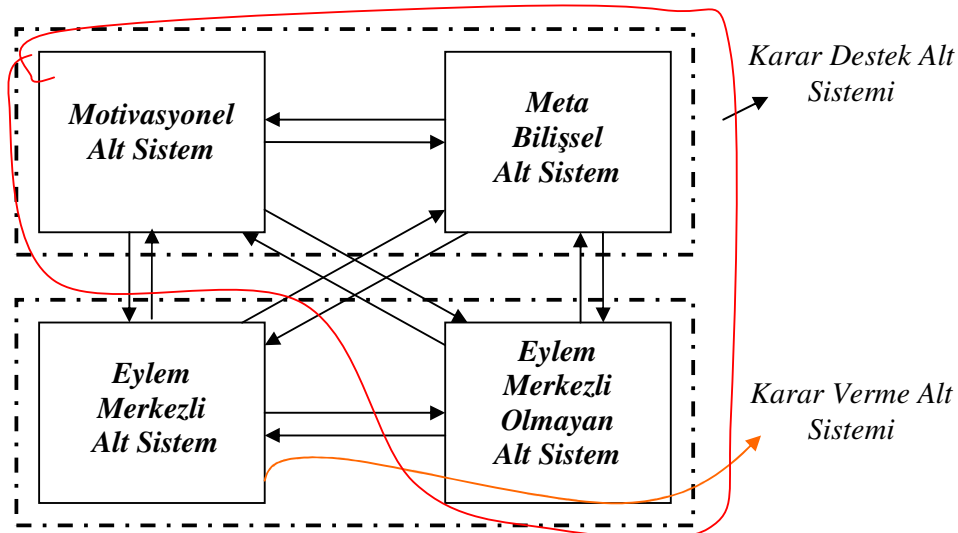 Motivasyonel
Alt Sistem
Meta
Bilişsel
Alt Sistem
Karar Destek Alt
Sistemi
Eylem
Merkezli
Alt Sistem
Eylem
Merkezli
Olmayan
Alt Sistem
Karar Verme Alt
Sistemi